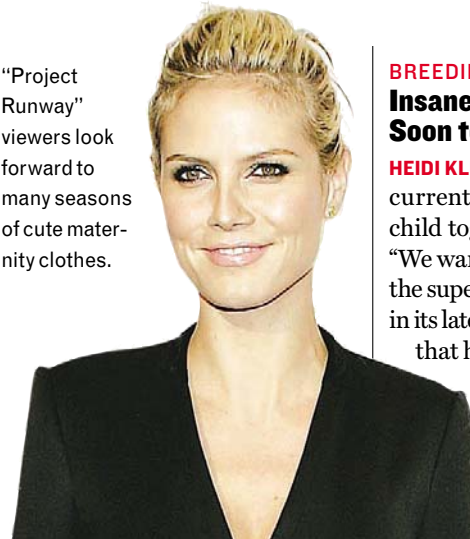 “Project
Runway”
viewers look
forward to
many seasons
of cute mater-
nity clothes.
BREEDI
Insane
Soon t
HEIDI KL
current
child to
“We wan
the supe
in its late
that h